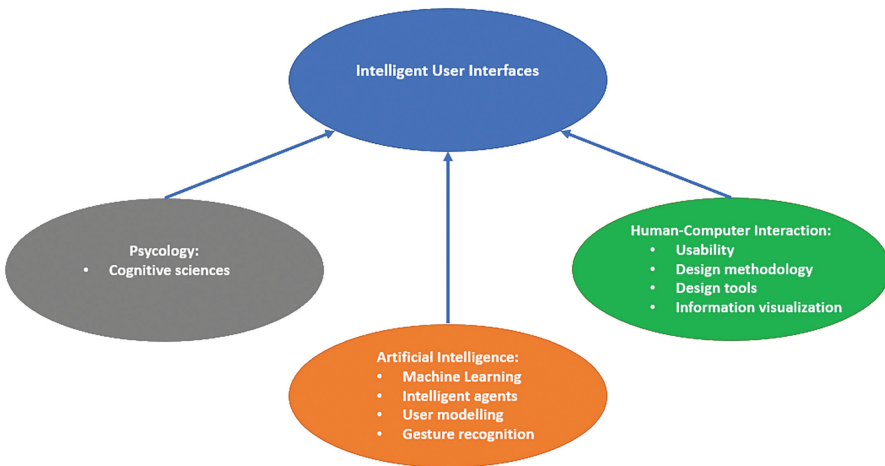 Intelligent User Interfaces
Psycology:
• Cognitive sciences
Human-Computer Interaction:
• Usability
• Design methodology
• Design tools
• Information visualization
Artificial Intelligence:
• Machine Learning
• Intelligent agents
• User modelling
• Gesture recognition